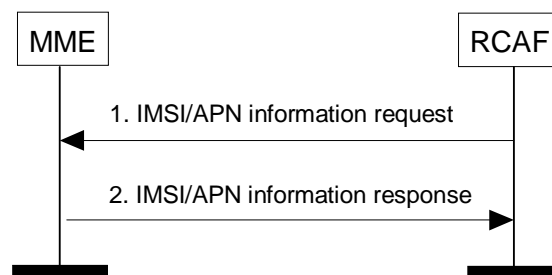 MME
RCAF
1. IMSI/APN information request
2. IMSI/APN information response